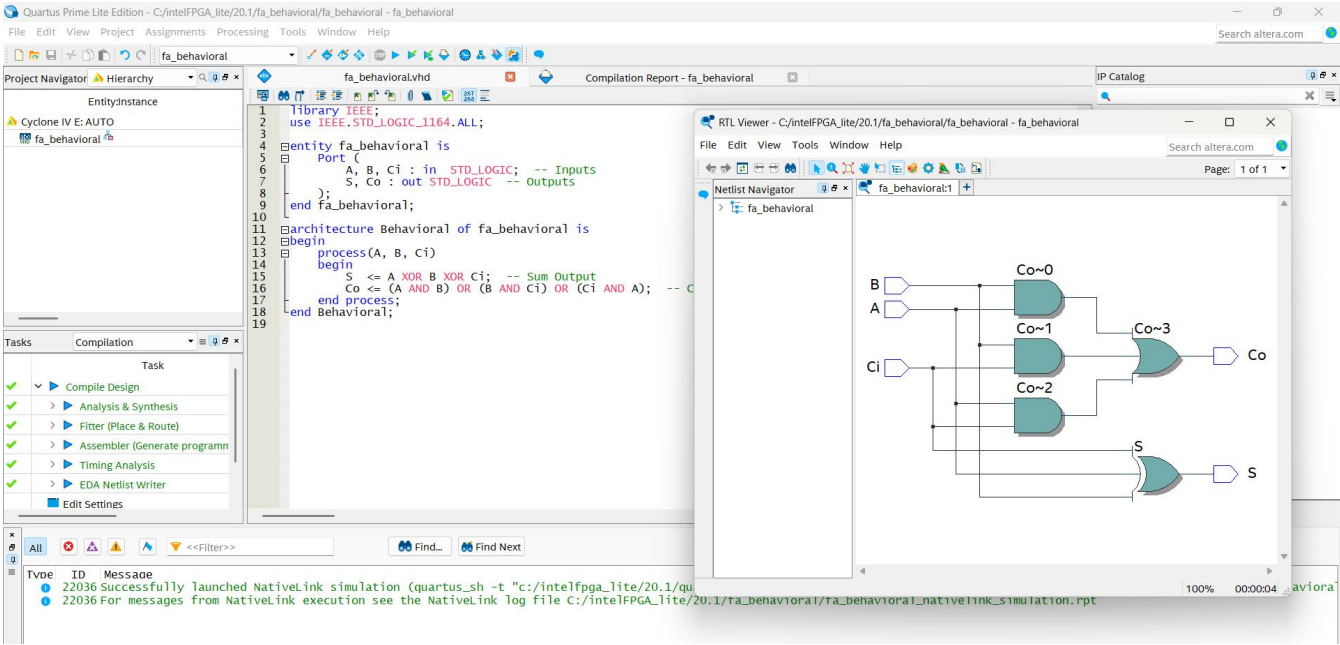 Quartus Prime Lite Edition - C:/intelFPGA_lite/20.1/fa_behavioral/fa_behavioral - fa_behavioral
File Edit View Project Assignments Processing Tools Window Help
Search altera.com
fa_behavioral
Project Navigator Hierarchy
Entity:Instance
Cyclone IV E: AUTO
fa_behavioral
fa_behavioral.vhd
Compilation Report - fa_behavioral
267
268
1 library IEEE;
2 use IEEE.STD_LOGIC_1164.ALL;
3
4 entity fa_behavioral is
5 Port (
6 A, B, Ci : in STD_LOGIC; -- Inputs
7 S, Co : out STD_LOGIC -- Outputs
8 );
9 end fa_behavioral;
10
11 architecture Behavioral of fa_behavioral is
12 begin
13 process(A, B, Ci)
14 begin
15 S <= A XOR B XOR Ci; -- Sum Output
16 Co <= (A AND B) OR (B AND Ci) OR (Ci AND A); -- C
17 end process;
18 end Behavioral;
19
IP Catalog
RTL Viewer - C:/intelFPGA_lite/20.1/fa_behavioral/fa_behavioral - fa_behavioral
File Edit View Tools Window Help
Search altera.com
Page: 1 of 1
Netlist Navigator
fa_behavioral
fa_behavioral:1
Co~0
B
A
Co~1
Co~3
Ci
Co
Co~2
S
S
100% 00:00:04
Tasks Compilation
Task
Compile Design
Analysis & Synthesis
Fitter (Place & Route)
Assembler (Generate programm
Timing Analysis
EDA Netlist Writer
Edit Settings
All <<Filter>> Find... Find Next
Type ID Message
22036 Successfully launched NativeLink simulation (quartus_sh -t "c:/intelfpga_lite/20.1/qu
aviora
22036 For messages from NativeLink execution see the NativeLink log file C:/intelFPGA_lite/20.1/fa_behavioral/fa_behavioral_nativelink_simulation.rpt